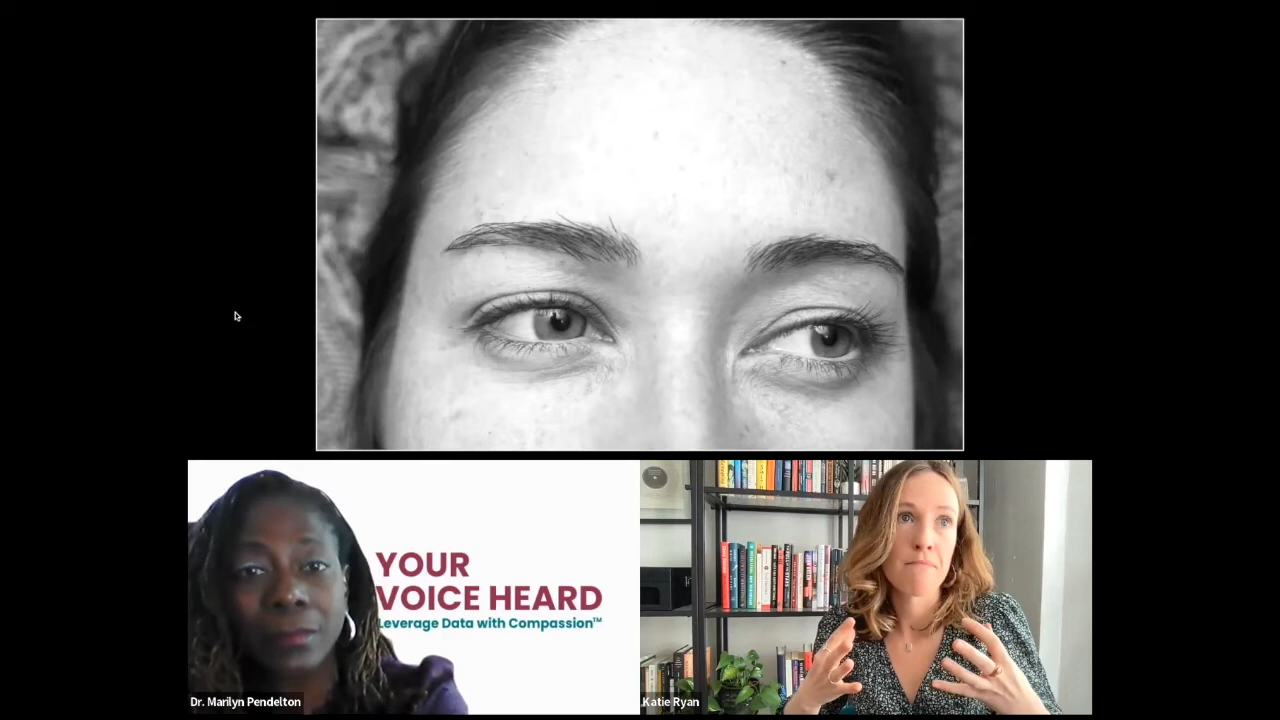 YOUR
VOICE HEARD
Leverage Data with Compassion™
Dr. Marilyn Pendelton
Katie Ryan